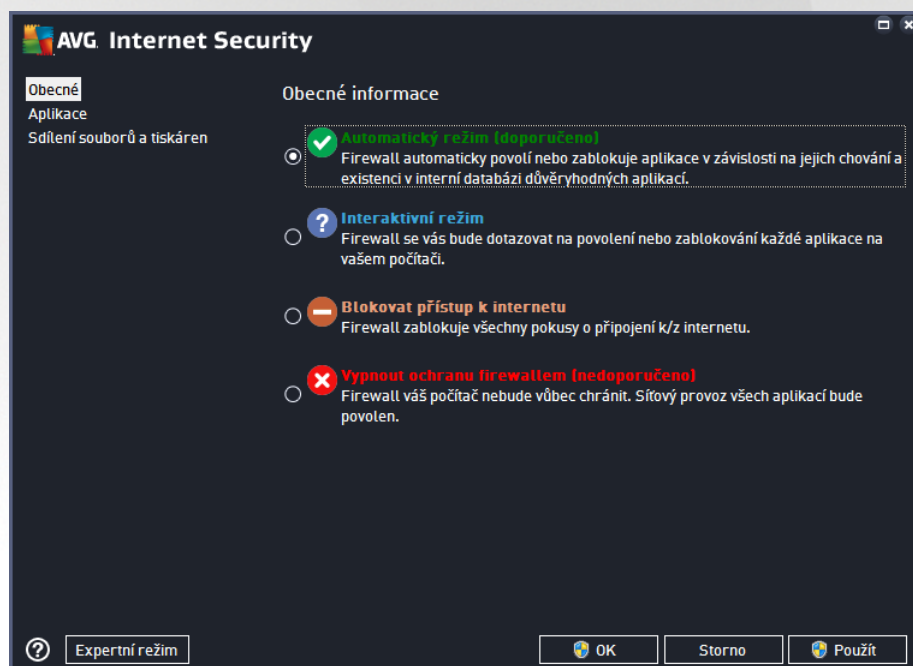 AVG Internet Security
Obecné
Aplikace
Sdílení souborů a tiskáren
Obecné informace
Automatický režim (doporučeno)
Firewall automaticky povolí nebo zablokuje aplikace v závislosti na jejich chování a
existenci v interní databázi důvěryhodných aplikací.
Interaktivní režim
Firewall se vás bude dotazovat na povolení nebo zablokování každé aplikace na
vašem počítači.
Blokovat přístup k internetu
Firewall zablokuje všechny pokusy o připojení k/z internetu.
Vypnout ochranu firewallem (nedoporučeno)
Firewall váš počítač nebude vůbec chránit. Síťový provoz všech aplikací bude
povolen.
Expertní režim
OK
Storno
Použít